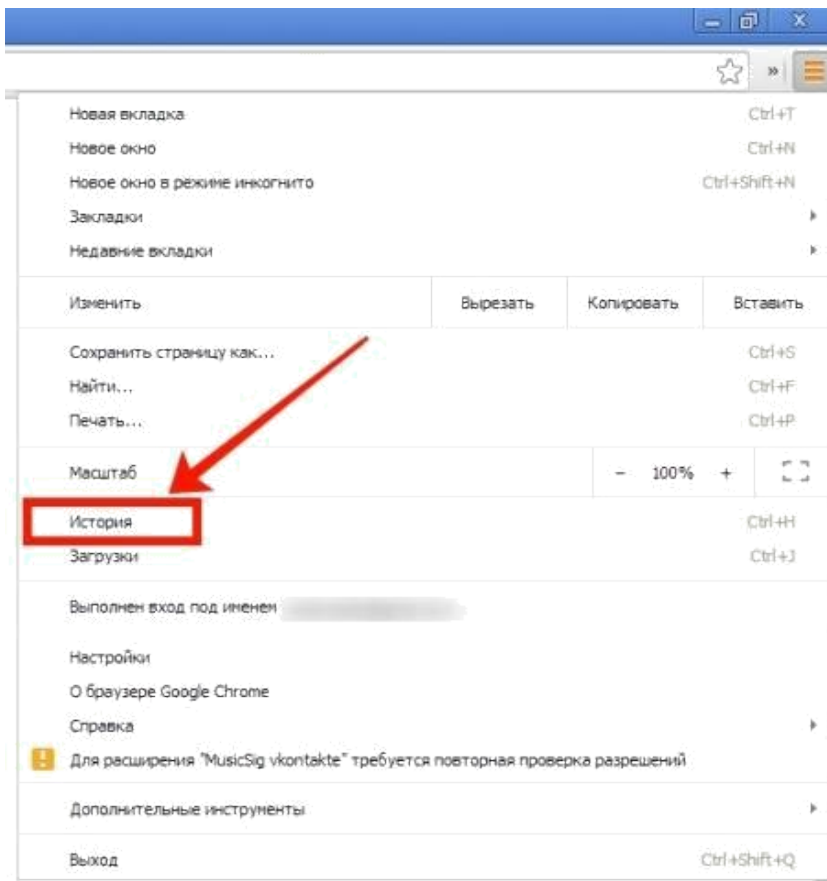 »
Новая вкладка Ctrl+T
Новое окно Ctrl+N
Новое окно в режиме инкогнито Ctrl+Shift+N
Закладки
Недавние вкладки
Изменить Вырезать Копировать Вставить
Сохранить страницу как... Ctrl+S
Найти... Ctrl+F
Печать... Ctrl+P
Масштаб - 100% +
История Ctrl+H
Загрузки Ctrl+J
Выполнен вход под именем
Настройки
О браузере Google Chrome
Справка
Для расширения "MusicSig vkontakte" требуется повторная проверка разрешений
Дополнительные инструменты
Выход Ctrl+Shift+Q